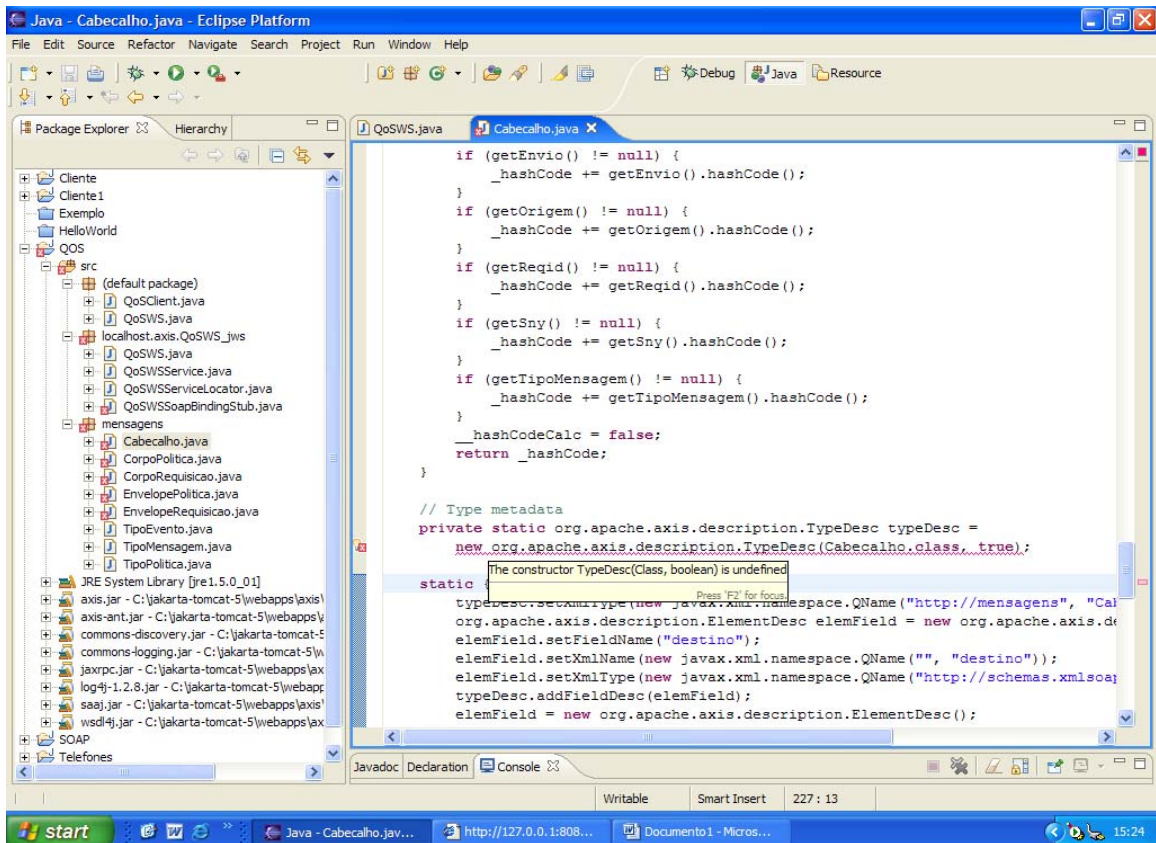 Java - Cabecalho.java - Eclipse Platform
File Edit Source Refactor Navigate Search Project Run Window Help
Debug Java Resource
Package Explorer Hierarchy
QoSWS.java Cabecalho.java
Cliente
Cliente1
Exemplo
HelloWorld
QOS
src
(default package)
QoSClient.java
QoSWS.java
localhost.axis.QoSWS_jws
QoSWS.java
QoSWSService.java
QoSWSServiceLocator.java
QoSWSSoapBindingStub.java
mensagens
Cabecalho.java
CorpoPolitica.java
CorpoRequisicao.java
EnvelopePolitica.java
EnvelopeRequisicao.java
TipoEvento.java
TipoMensagem.java
TipoPolitica.java
JRE System Library [jre1.5.0_01]
axis.jar - C:\jakarta-tomcat-5\webapps\axis\
axis-ant.jar - C:\jakarta-tomcat-5\webapps\
commons-discovery.jar - C:\jakarta-tomcat-5
commons-logging.jar - C:\jakarta-tomcat-5\w
jaxrpc.jar - C:\jakarta-tomcat-5\webapps\ax
log4j-1.2.8.jar - C:\jakarta-tomcat-5\webapp
saaj.jar - C:\jakarta-tomcat-5\webapps\axis\
wsdl4j.jar - C:\jakarta-tomcat-5\webapps\ax
SOAP
Telefones
if (getEnvio() != null) {
_hashCode += getEnvio().hashCode();
}
if (getOrigem() != null) {
_hashCode += getOrigem().hashCode();
}
if (getReqid() != null) {
_hashCode += getReqid().hashCode();
}
if (getSny() != null) {
_hashCode += getSny().hashCode();
}
if (getTipoMensagem() != null) {
_hashCode += getTipoMensagem().hashCode();
}
__hashCodeCalc = false;
return _hashCode;
}
// Type metadata
private static org.apache.axis.description.TypeDesc typeDesc =
new org.apache.axis.description.TypeDesc(Cabecalho.class, true);
The constructor TypeDesc(Class, boolean) is undefined
Press 'F2' for focus.
static {
typeDesc.setXmlType(new javax.xml.namespace.QName("http://mensagens", "Cab
org.apache.axis.description.ElementDesc elemField = new org.apache.axis.de
elemField.setFieldName("destino");
elemField.setXmlName(new javax.xml.namespace.QName("", "destino"));
elemField.setXmlType(new javax.xml.namespace.QName("http://schemas.xmlsoap
typeDesc.addFieldDesc(elemField);
elemField = new org.apache.axis.description.ElementDesc();
Javadoc Declaration Console
Writable Smart Insert 227 : 13
start Java - Cabecalho.jav... http://127.0.0.1:808... Documento1 - Micros... 15:24